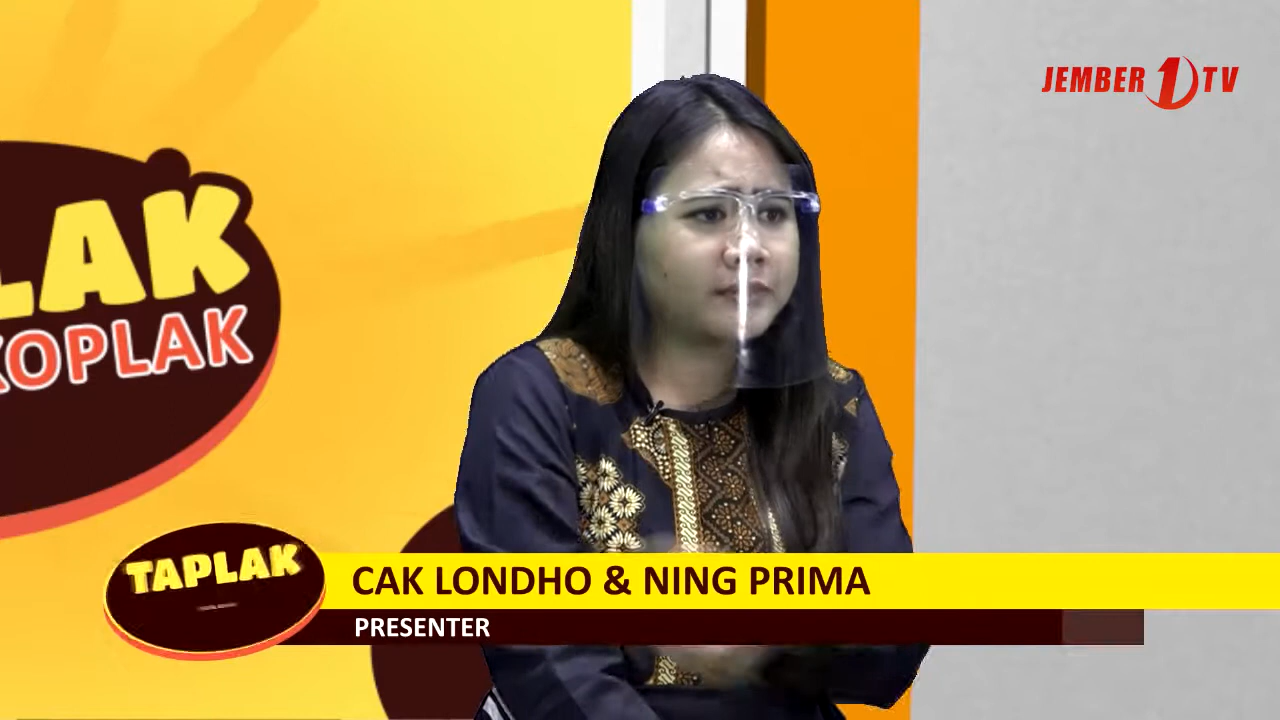 JEMBER 1 TV
LAK
KOPLAK
TAPLAK
CAK LONDHO & NING PRIMA
PRESENTER